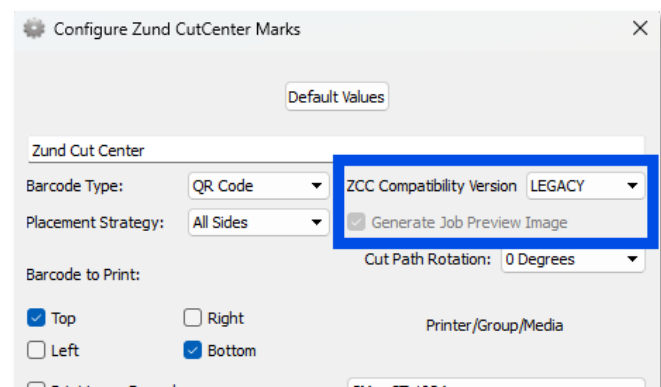 Configure Zund CutCenter Marks
Default Values
Zund Cut Center
Barcode Type: QR Code ZCC Compatibility Version LEGACY
Placement Strategy: All Sides Generate Job Preview Image
Cut Path Rotation: 0 Degrees
Barcode to Print:
Top Right Printer/Group/Media
Left Bottom